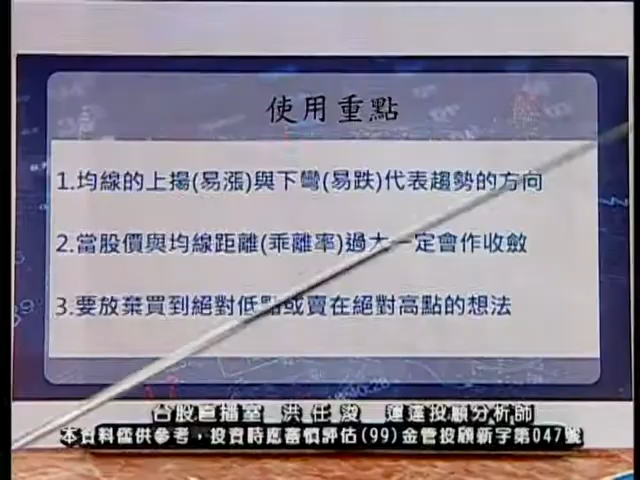 使用重點
1.均線的上揚(易漲)與下彎(易跌)代表趨勢的方向
2.當股價與均線距離(乖離率)過大一定會作收斂
3.要放棄買到絕對低點或賣在絕對高點的想法
台股直播室 洪任浚 運達投顧分析師
本資料僅供參考，投資時應審慎評估(99)金管投顧新字第047號